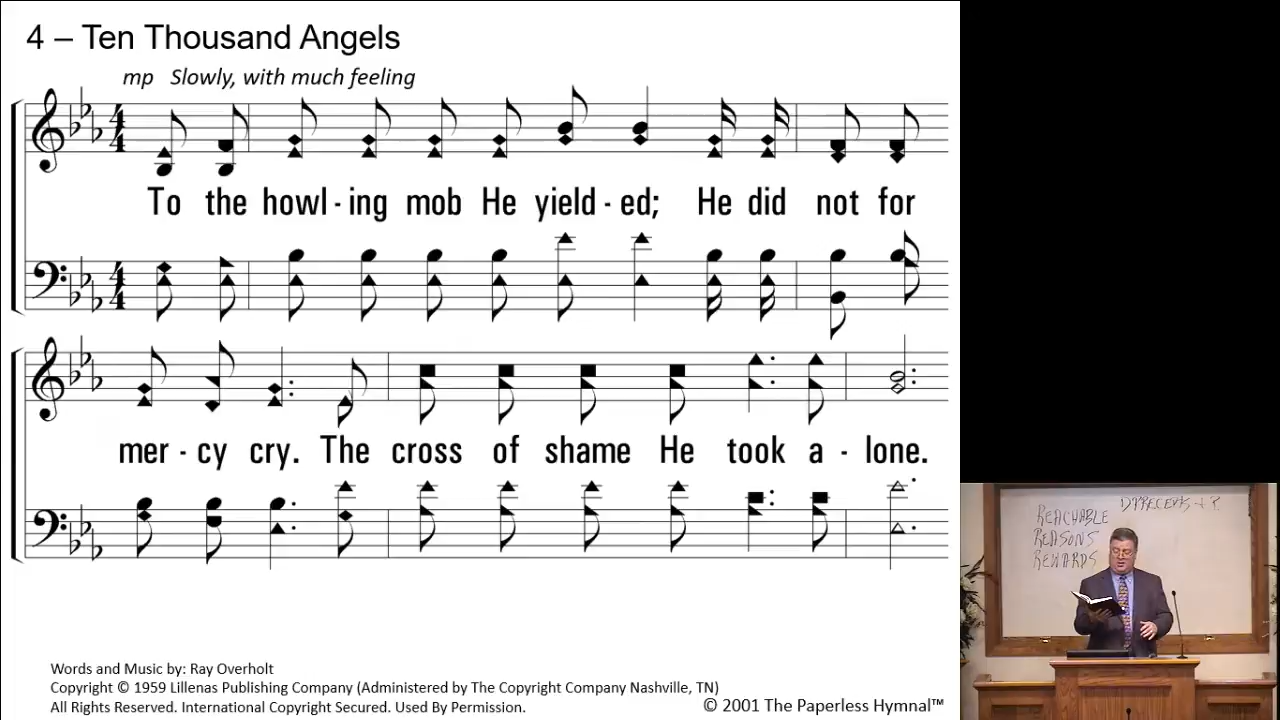 4 – Ten Thousand Angels
mp Slowly, with much feeling
To the howl - ing mob He yield - ed; He did not for
mer - cy cry. The cross of shame He took a - lone.
Words and Music by: Ray Overholt
Copyright © 1959 Lillenas Publishing Company (Administered by The Copyright Company Nashville, TN)
All Rights Reserved. International Copyright Secured. Used By Permission.
© 2001 The Paperless Hymnal™
REACHABLE
REASONS
REWARDS